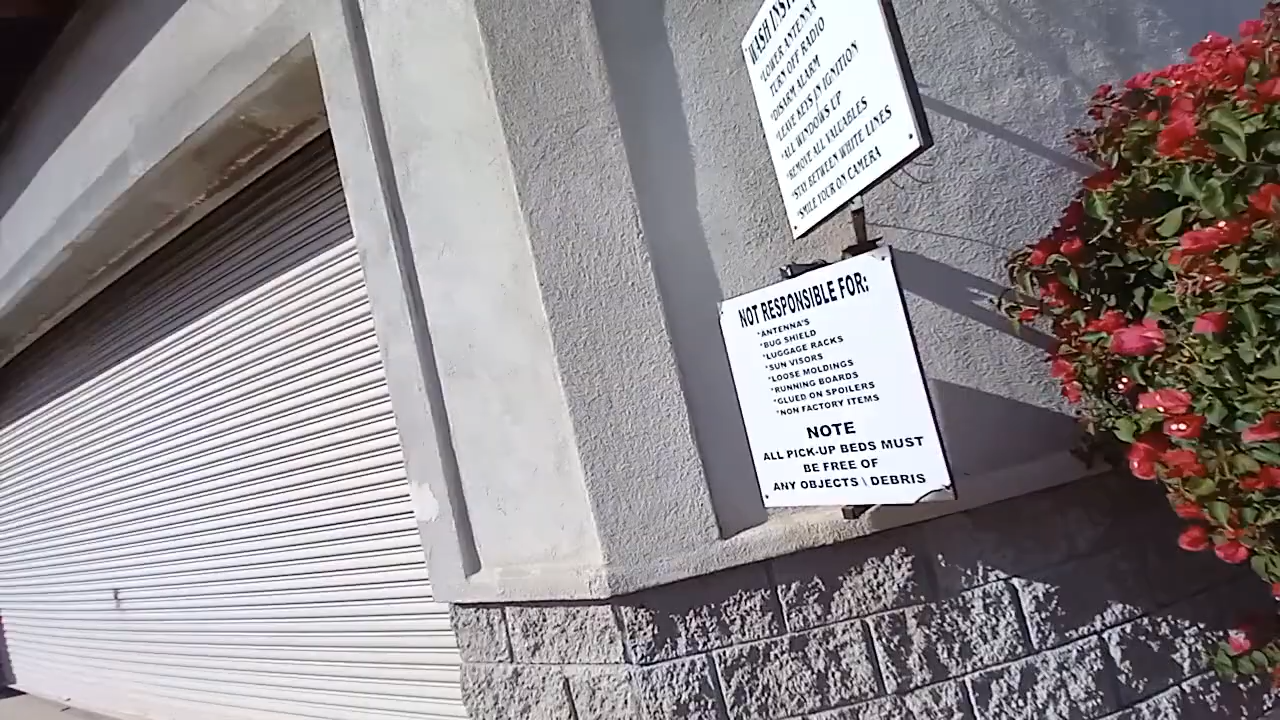 WASH
*LOWER ANTENNA
TURN OFF RADIO
*DISARM ALARM
*LEAVE KEYS IN IGNITION
*ALL WINDOWS UP
*REMOVE ALL VALUABLES
*STAY BETWEEN WHITE LINES
*SMILE YOUR ON CAMERA
NOT RESPONSIBLE FOR:
*ANTENNA'S
*BUG SHIELD
*LUGGAGE RACKS
*SUN VISORS
*LOOSE MOLDINGS
*RUNNING BOARDS
*GLUED ON SPOILERS
*NON FACTORY ITEMS
NOTE
ALL PICK-UP BEDS MUST
BE FREE OF
ANY OBJECTS \ DEBRIS